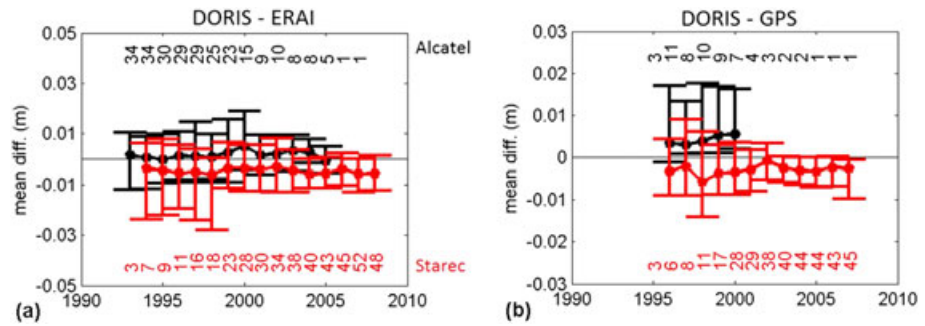 DORIS - ERAI
0.05
0.03
0.01
-0.01
-0.03
-0.05
mean diff. (m)
34 34 30 29 29 25 23 15 9 10 8 8 5 1 1
Alcatel
3 7 9 11 16 18 23 28 30 34 38 40 43 45 52 48
Starec
1990 1995 2000 2005 2010
(a)
DORIS - GPS
0.03
0.02
0.01
0
-0.01
-0.02
-0.03
mean diff. (m)
3 11 8 10 9 7 4 3 2 2 1 1 1
3 6 8 11 17 28 29 38 40 44 44 43 45
1990 1995 2000 2005 2010
(b)